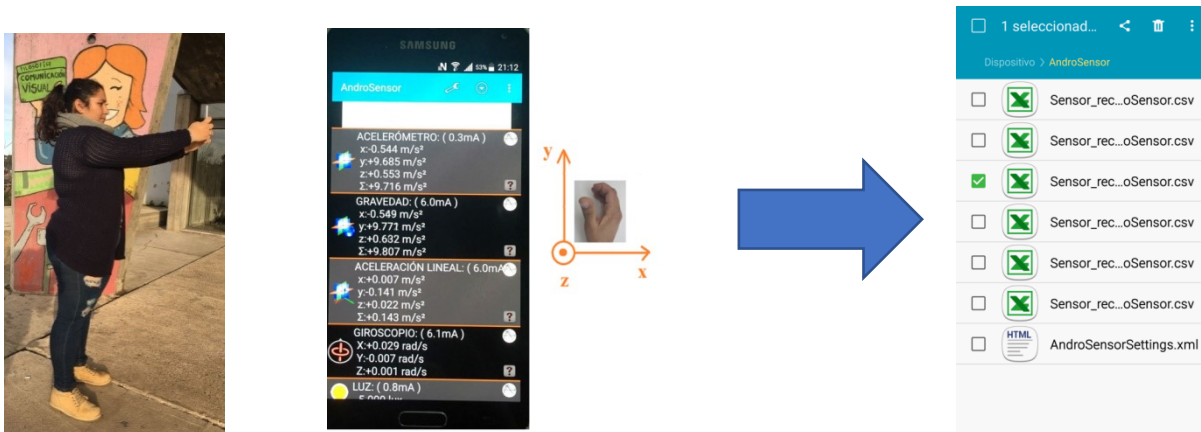 COMUNICACIÓN
VISUAL
SAMSUNG
53% 21:12
AndroSensor
ACELERÓMETRO: ( 0.3mA )
x:-0.544 m/s²
y:+9.685 m/s²
z:+0.553 m/s²
Σ:+9.716 m/s²
?
GRAVEDAD: ( 6.0mA )
x:-0.549 m/s²
y:+9.771 m/s²
z:+0.632 m/s²
Σ:+9.807 m/s²
?
ACELERACIÓN LINEAL: ( 6.0mA
x:+0.007 m/s²
y:-0.141 m/s²
z:+0.022 m/s²
Σ:+0.143 m/s²
?
GIROSCOPIO: ( 6.1mA )
X:+0.029 rad/s
Y:-0.007 rad/s
Z:+0.001 rad/s
?
LUZ: ( 0.8mA )
y
z
x
1 seleccionad...
Dispositivo > AndroSensor
Sensor_rec...oSensor.csv
Sensor_rec...oSensor.csv
Sensor_rec...oSensor.csv
Sensor_rec...oSensor.csv
Sensor_rec...oSensor.csv
Sensor_rec...oSensor.csv
HTML
AndroSensorSettings.xml